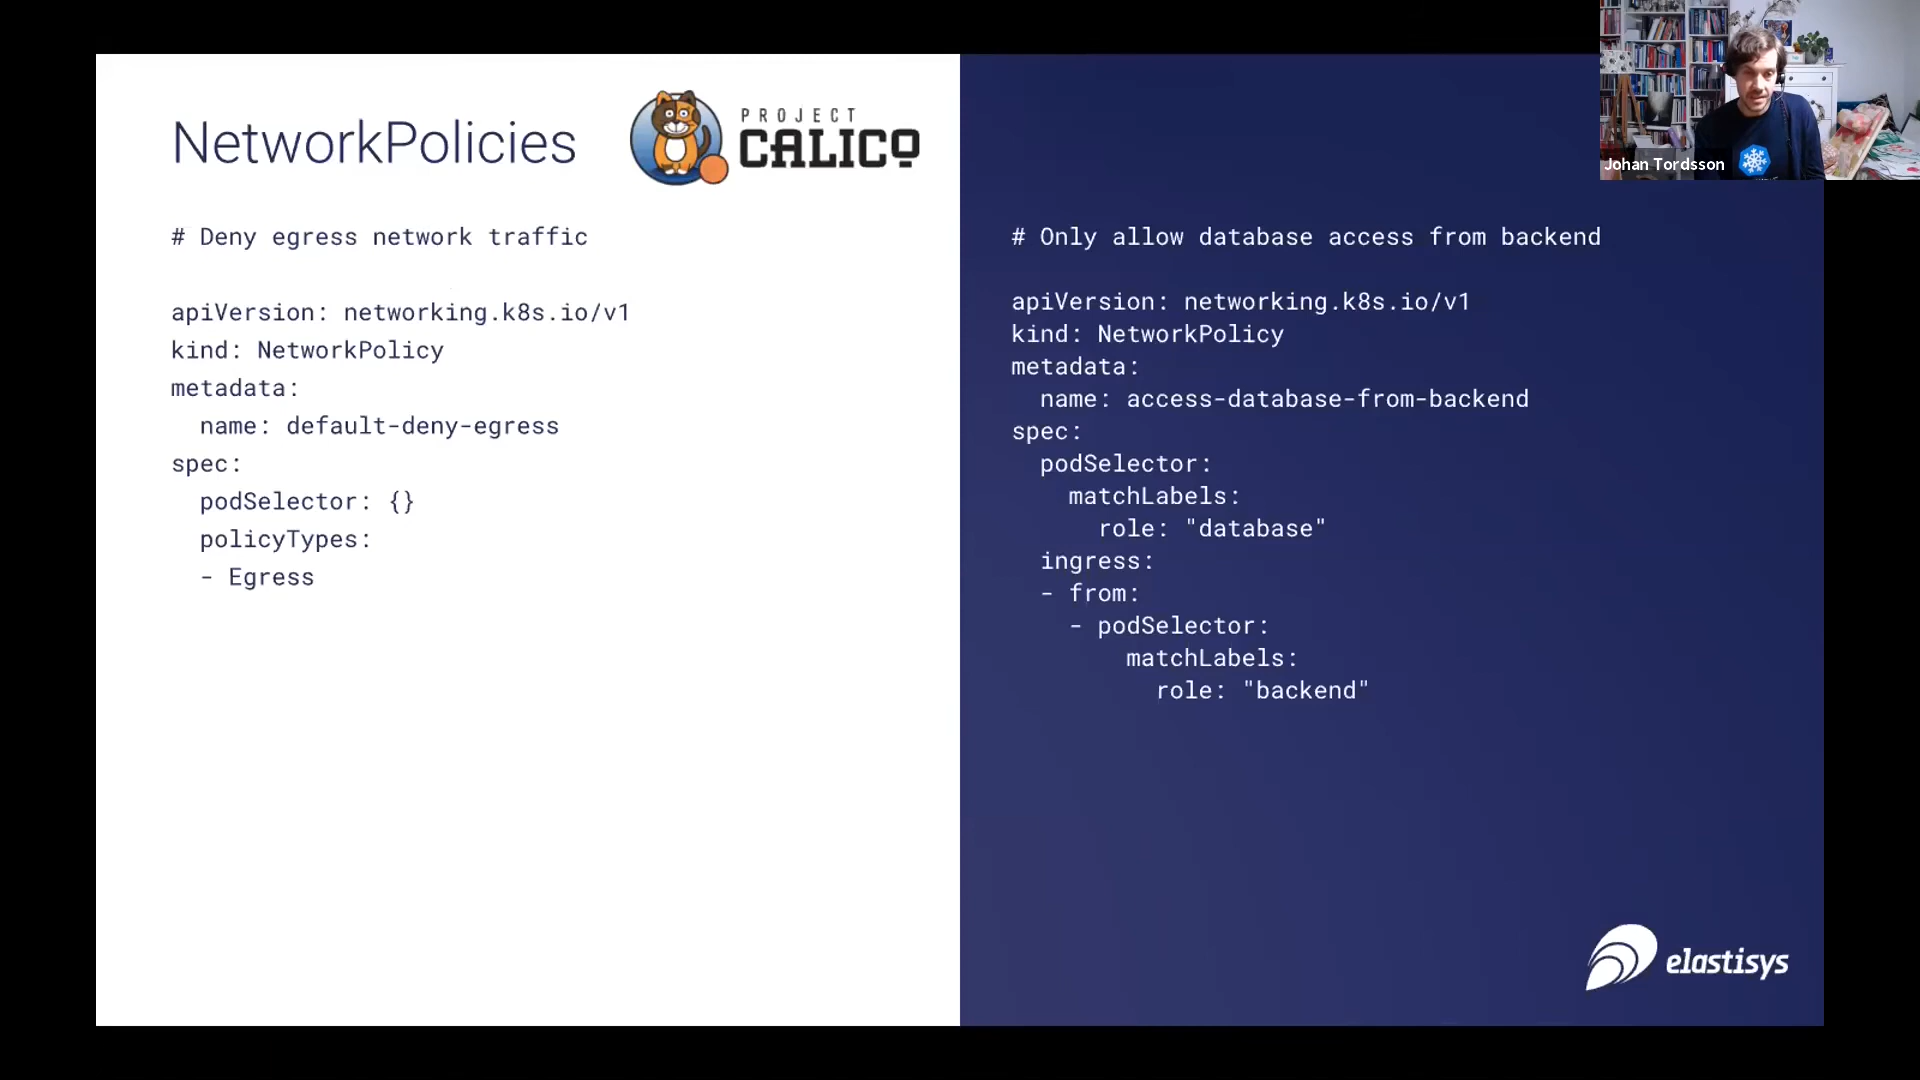 NetworkPolicies
PROJECT
CALICO
# Deny egress network traffic
apiVersion: networking.k8s.io/v1
kind: NetworkPolicy
metadata:
  name: default-deny-egress
spec:
  podSelector: {}
  policyTypes:
  - Egress
# Only allow database access from backend
apiVersion: networking.k8s.io/v1
kind: NetworkPolicy
metadata:
  name: access-database-from-backend
spec:
  podSelector:
    matchLabels:
      role: "database"
  ingress:
  - from:
    - podSelector:
        matchLabels:
          role: "backend"
elastisys
Johan Tordsson